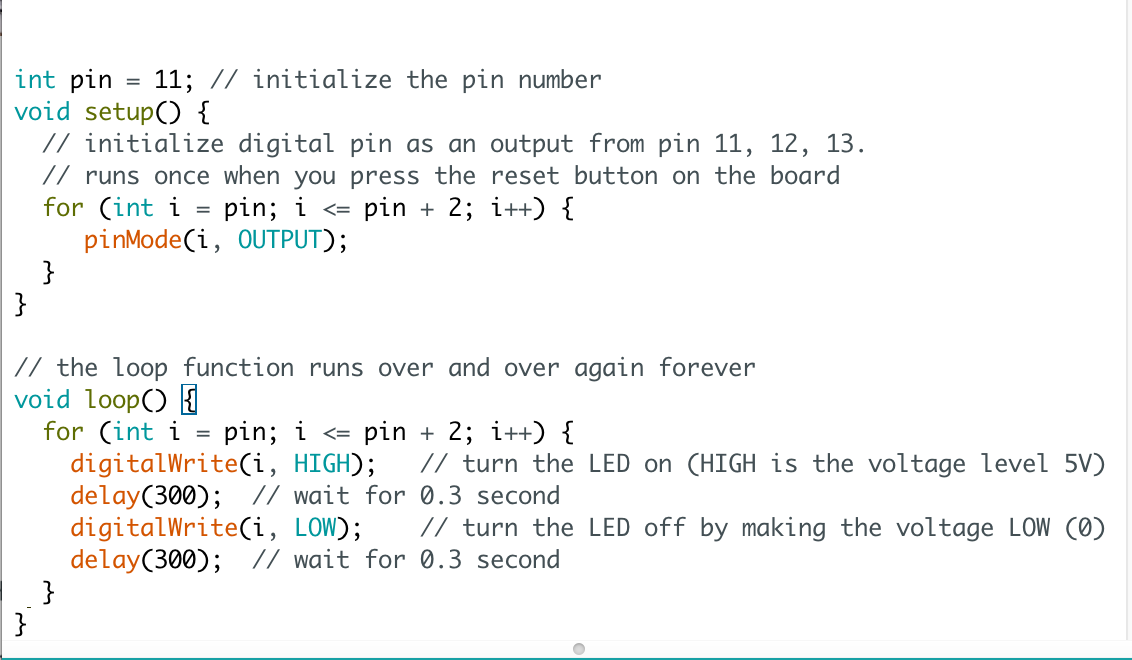 int pin = 11; // initialize the pin number
void setup() {
  // initialize digital pin as an output from pin 11, 12, 13.
  // runs once when you press the reset button on the board
  for (int i = pin; i <= pin + 2; i++) {
     pinMode(i, OUTPUT);
  }
}

// the loop function runs over and over again forever
void loop() {
  for (int i = pin; i <= pin + 2; i++) {
    digitalWrite(i, HIGH);   // turn the LED on (HIGH is the voltage level 5V)
    delay(300);  // wait for 0.3 second
    digitalWrite(i, LOW);    // turn the LED off by making the voltage LOW (0)
    delay(300);  // wait for 0.3 second
  }
}